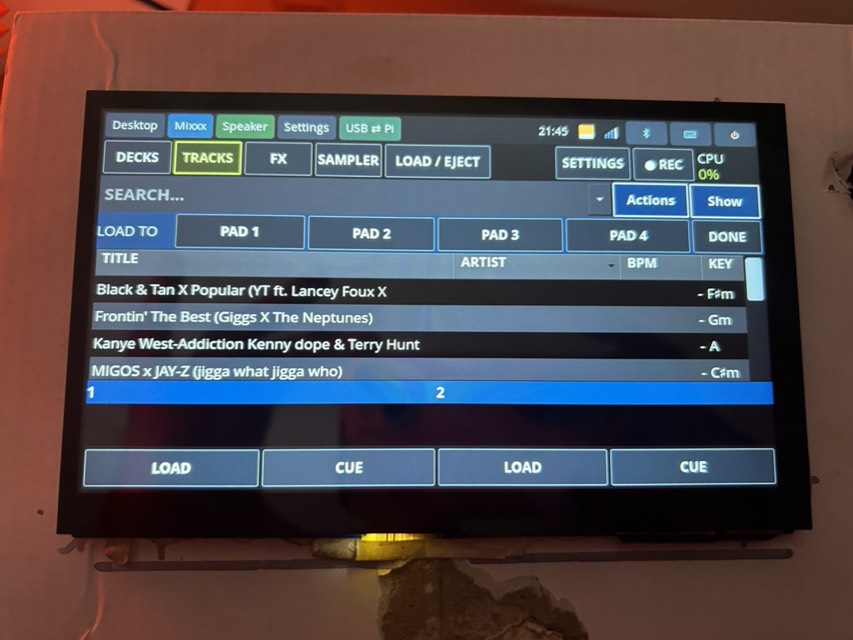 Desktop Mixxx Speaker Settings USB ⇄ Pi 21:45
DECKS TRACKS FX SAMPLER LOAD / EJECT SETTINGS REC CPU
0%
SEARCH... Actions Show
LOAD TO PAD 1 PAD 2 PAD 3 PAD 4 DONE
TITLE ARTIST BPM KEY
Black & Tan X Popular (YT ft. Lancey Foux X - F♯m
Frontin' The Best (Giggs X The Neptunes) - Gm
Kanye West-Addiction Kenny dope & Terry Hunt - A
MIGOS x JAY-Z (jigga what jigga who) - C♯m
1 2
LOAD CUE LOAD CUE